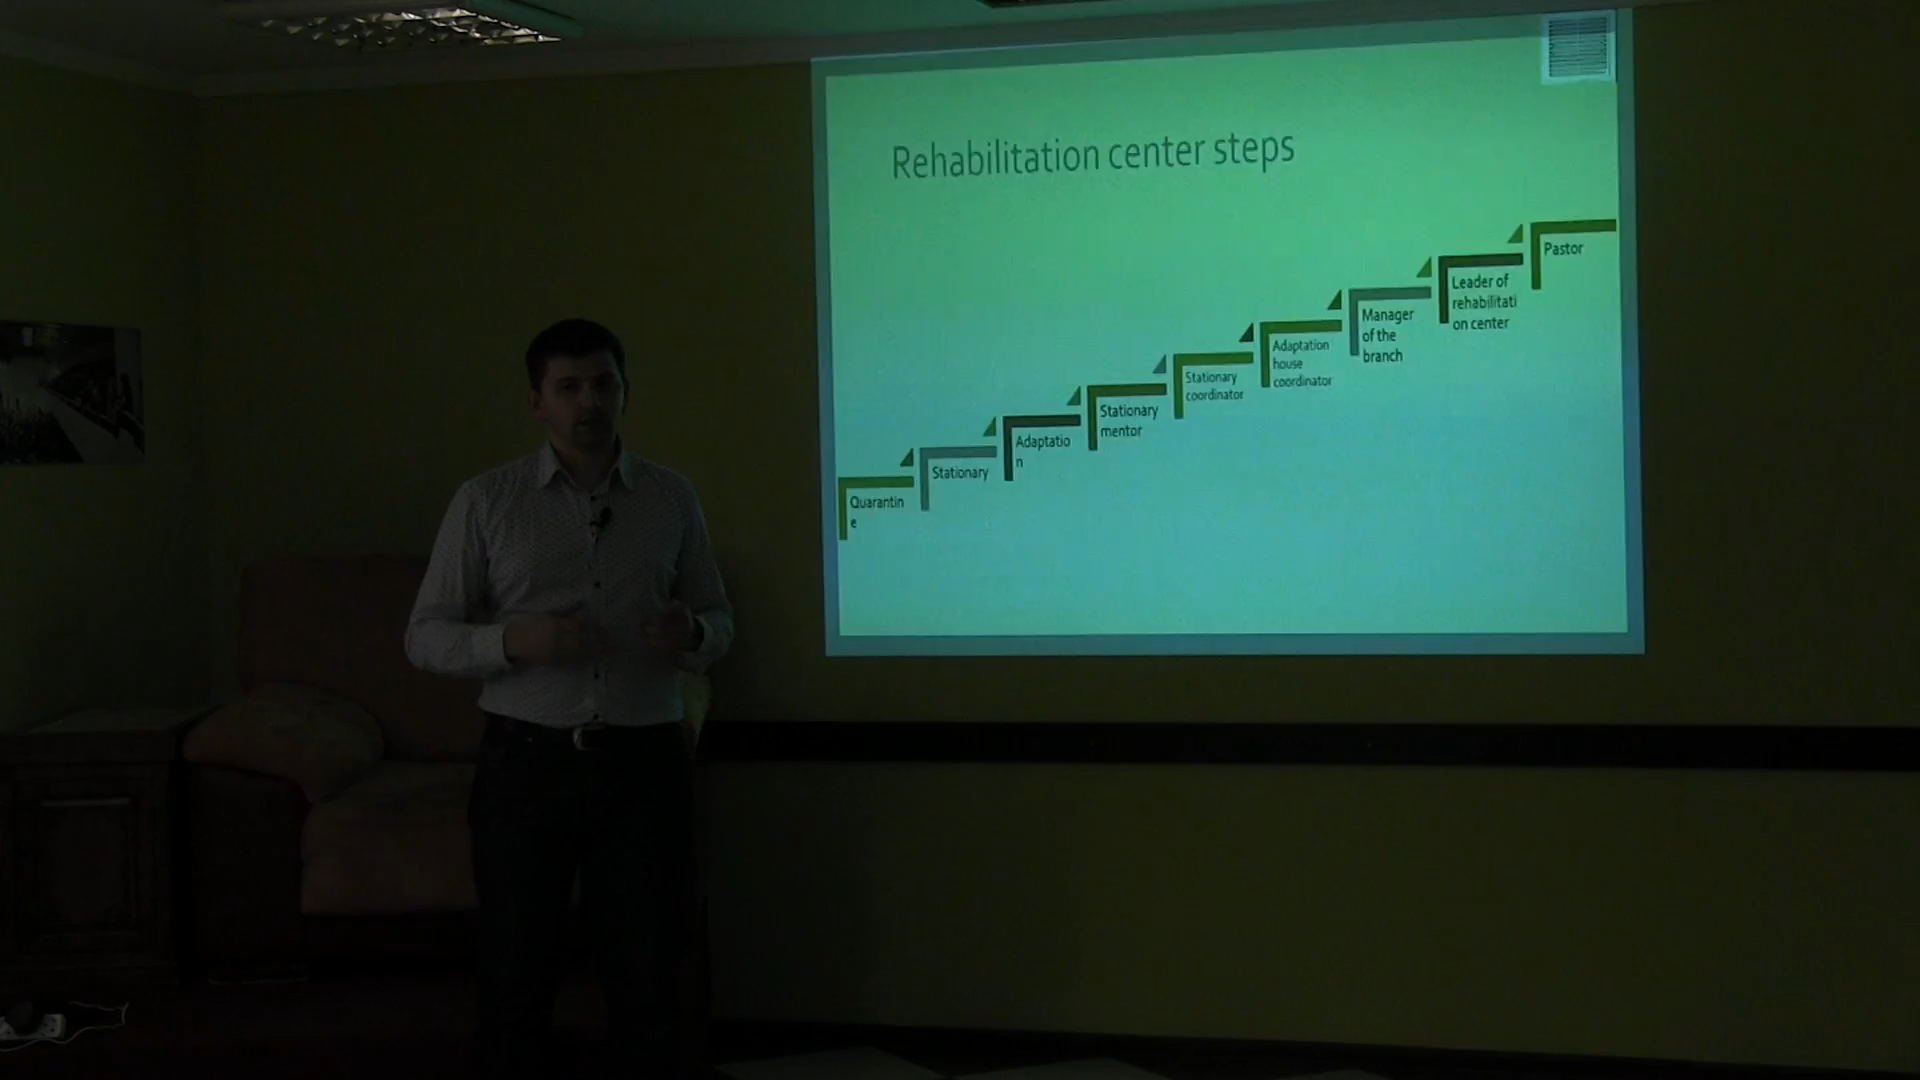 Rehabilitation center steps
Quarantin
e
Stationary
Adaptatio
n
Stationary
mentor
Stationary
coordinator
Adaptation
house
coordinator
Manager
of the
branch
Leader of
rehabilitati
on center
Pastor